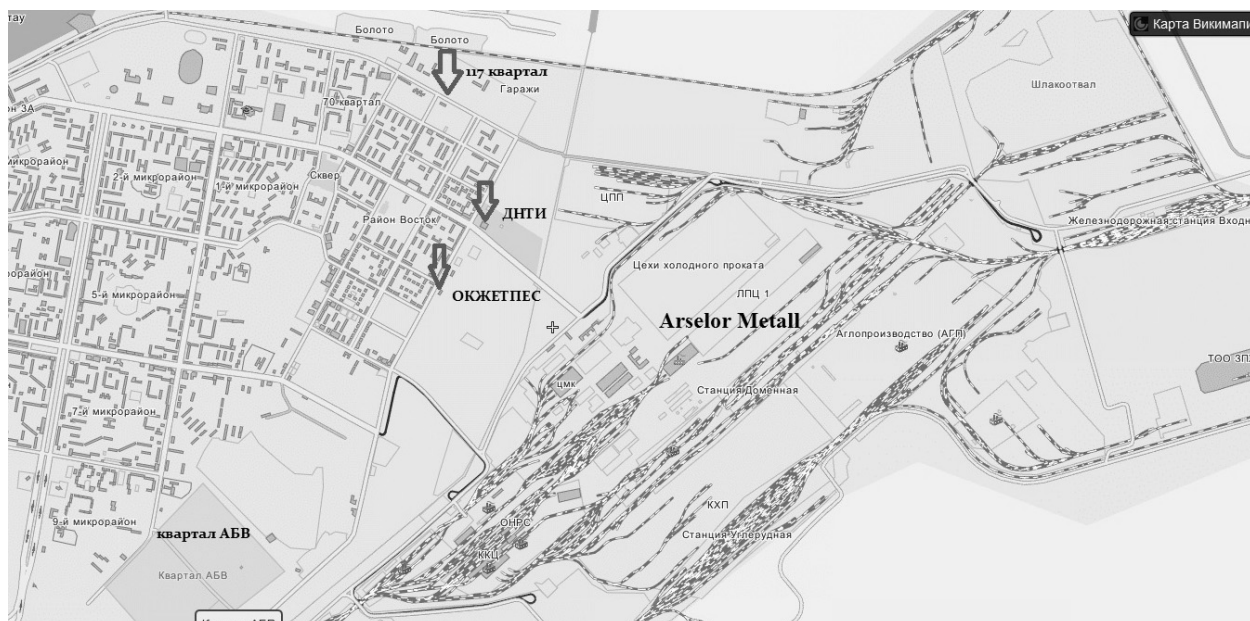 тау
Болото
Болото
Карта Викимапи
117 квартал
Гаражи
Шлакоотвал
70 квартал
он 3А
микрорайон
2-й микрорайон
1-й микрорайон
Сквер
ЦПП
ДНТИ
Район Восток
Железнодорожная станция Входн
Цехи холодного проката
рорайон
5-й микрорайон
ОКЖЕТПЕС
ЛПЦ 1
Arselor Metall
Аглопроизводство (АГП)
ТОО ЗПХ
цмк
Станция Доменная
7-й микрорайон
КХП
9-й микрорайон
ОНРС
квартал АБВ
Станция Углерудная
ККЦ
Квартал АБВ